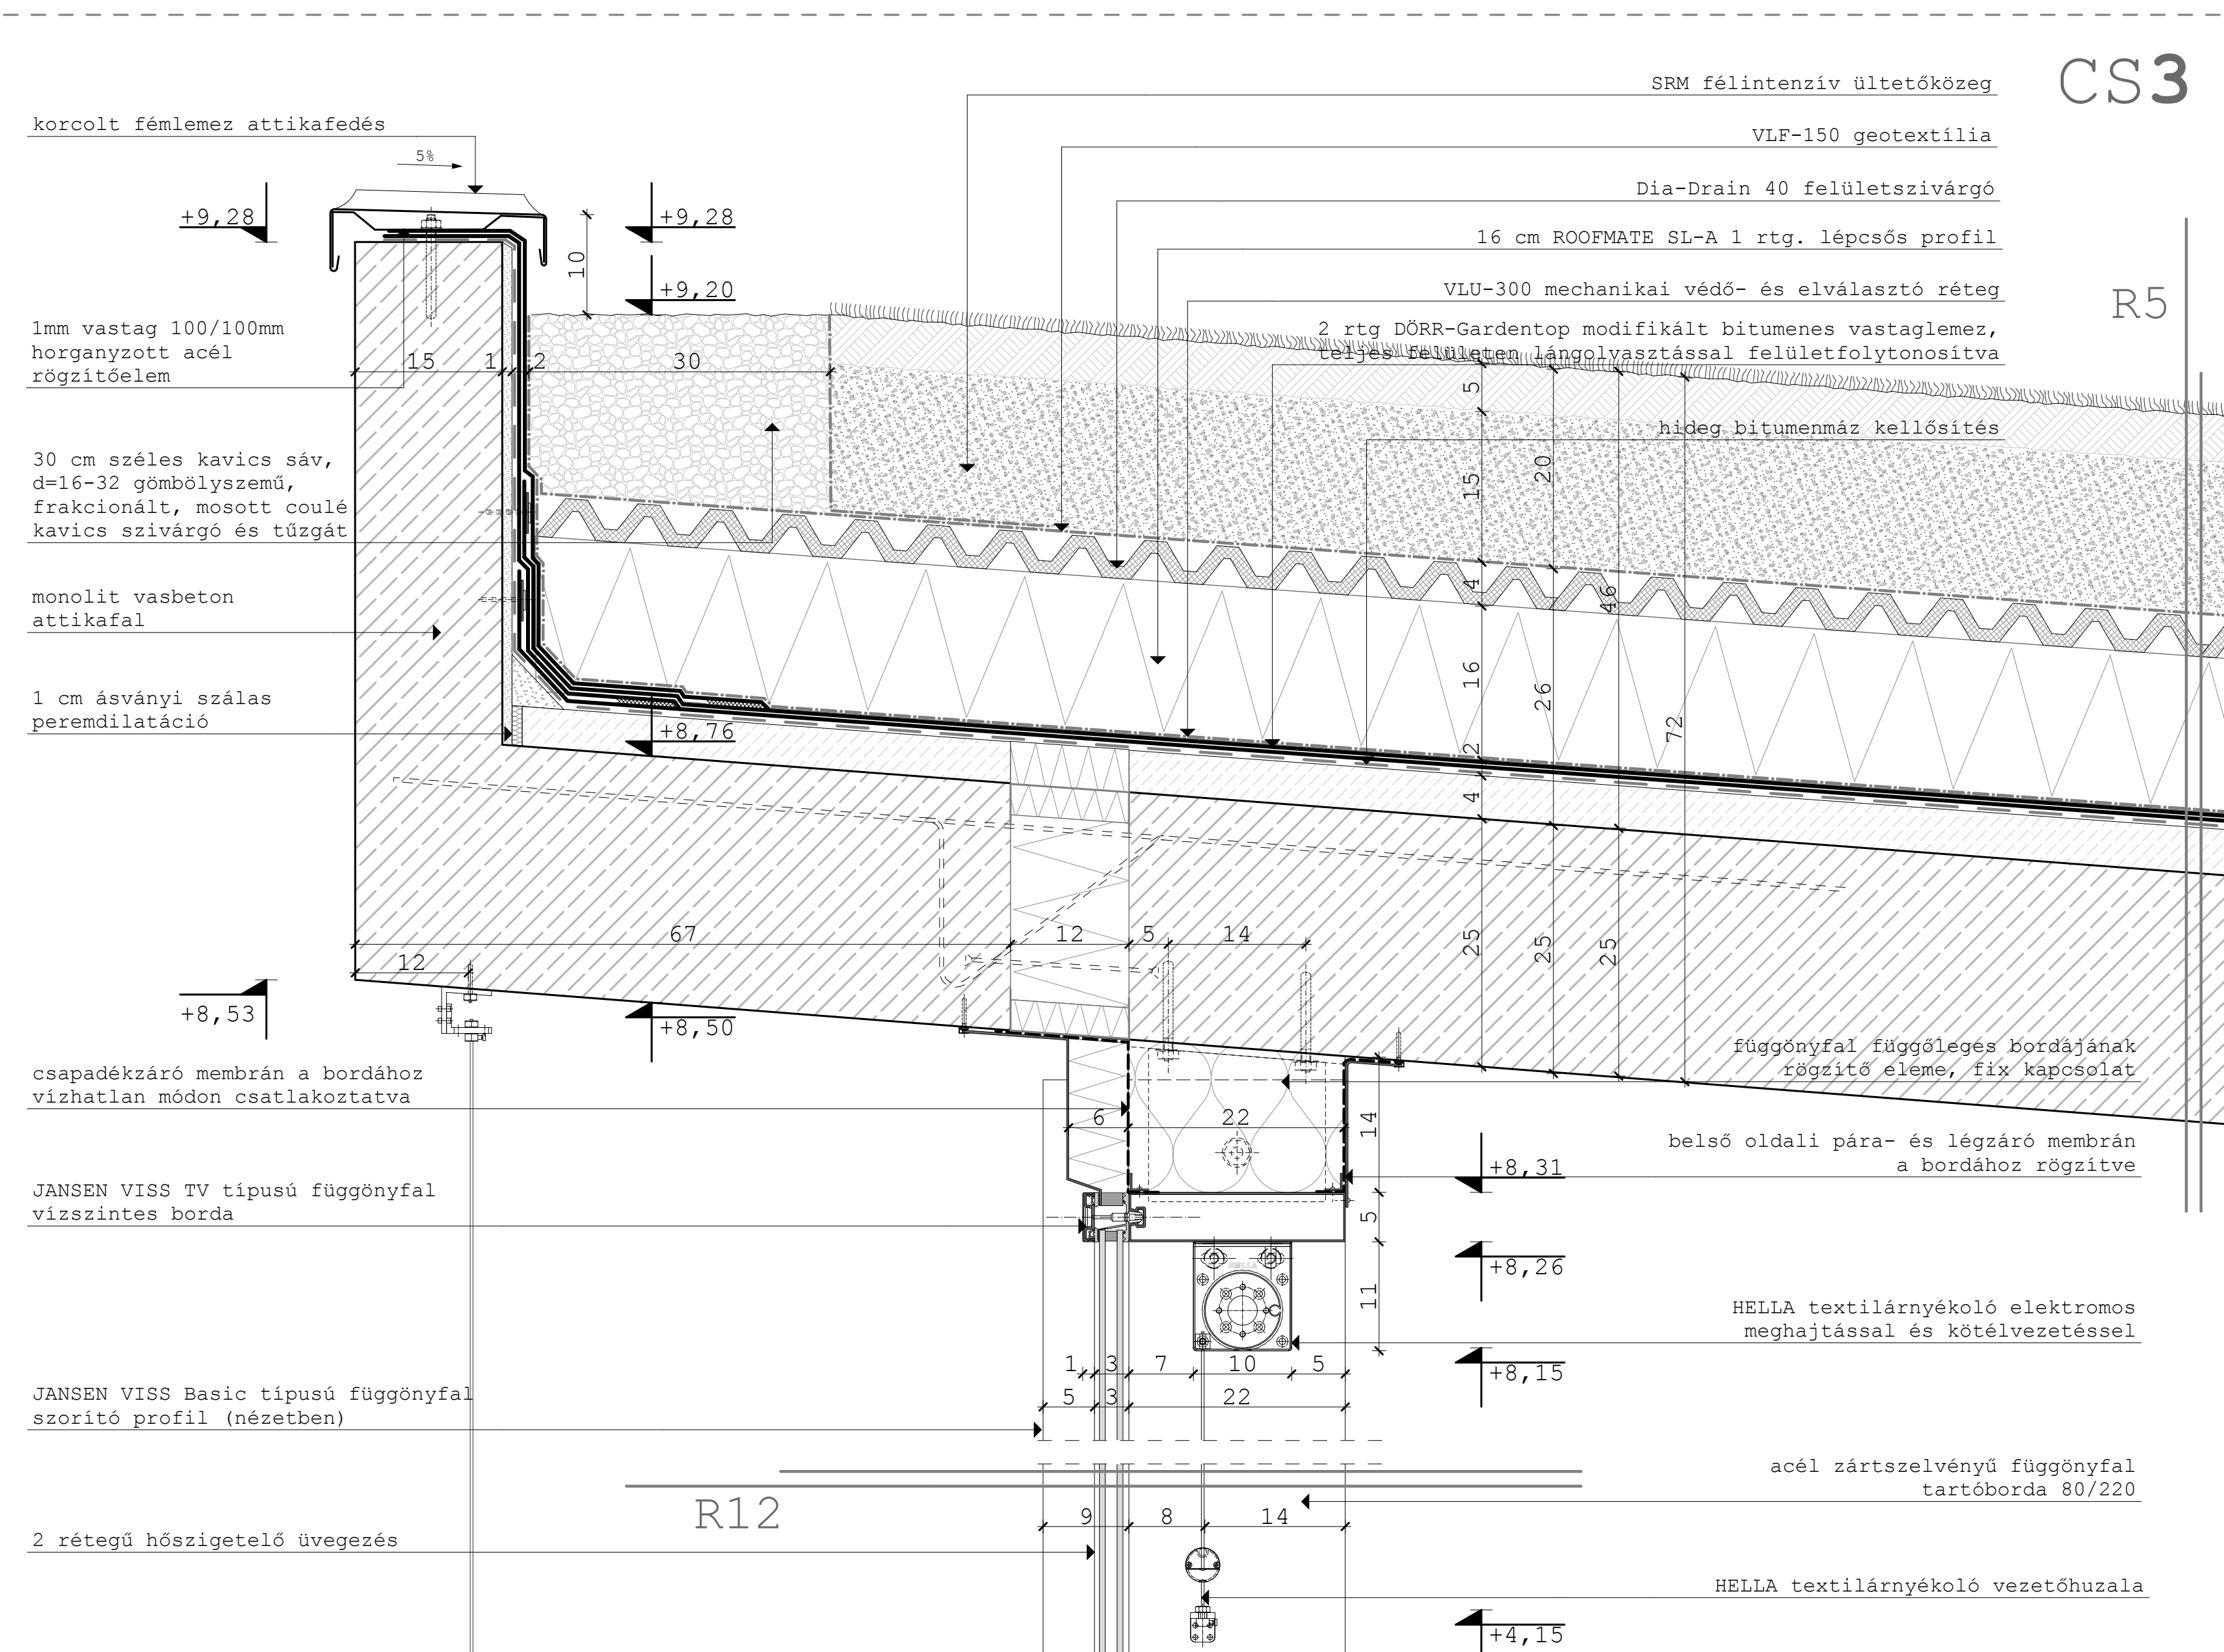 CS3
SRM félintenzív ültetőközeg
VLF-150 geotextília
Dia-Drain 40 felületszivárgó
16 cm ROOFMATE SL-A 1 rtg. lépcsős profil
VLU-300 mechanikai védő- és elválasztó réteg
2 rtg DÖRR-Gardentop modifikált bitumenes vastaglemez,
teljes felületen lángolvasztással felületfolytonosítva
hideg bitumenmáz kellősítés
R5
korcolt fémlemez attikafedés
5%
+9,28
+9,28
10
+9,20
1mm vastag 100/100mm
horganyzott acél
rögzítőelem
15
1
2
30
30 cm széles kavics sáv,
d=16-32 gömbölyszemű,
frakcionált, mosott coulé
kavics szivárgó és tűzgát
monolit vasbeton
attikafal
1 cm ásványi szálas
peremdilatáció
+8,76
5
15
4
16
2
4
25
20
26
25
46
25
72
67
12
5
14
12
+8,53
+8,50
csapadékzáró membrán a bordához
vízhatlan módon csatlakoztatva
függönyfal függőleges bordájának
rögzítő eleme, fix kapcsolat
6
22
14
belső oldali pára- és légzáró membrán
a bordához rögzítve
+8,31
JANSEN VISS TV típusú függönyfal
vízszintes borda
5
+8,26
HELLA
11
HELLA textilárnyékoló elektromos
meghajtással és kötélvezetéssel
+8,15
1
3
7
10
5
5
3
22
JANSEN VISS Basic típusú függönyfal
szorító profil (nézetben)
R12
acél zártszelvényű függönyfal
tartóborda 80/220
9
8
14
2 rétegű hőszigetelő üvegezés
HELLA textilárnyékoló vezetőhuzala
+4,15